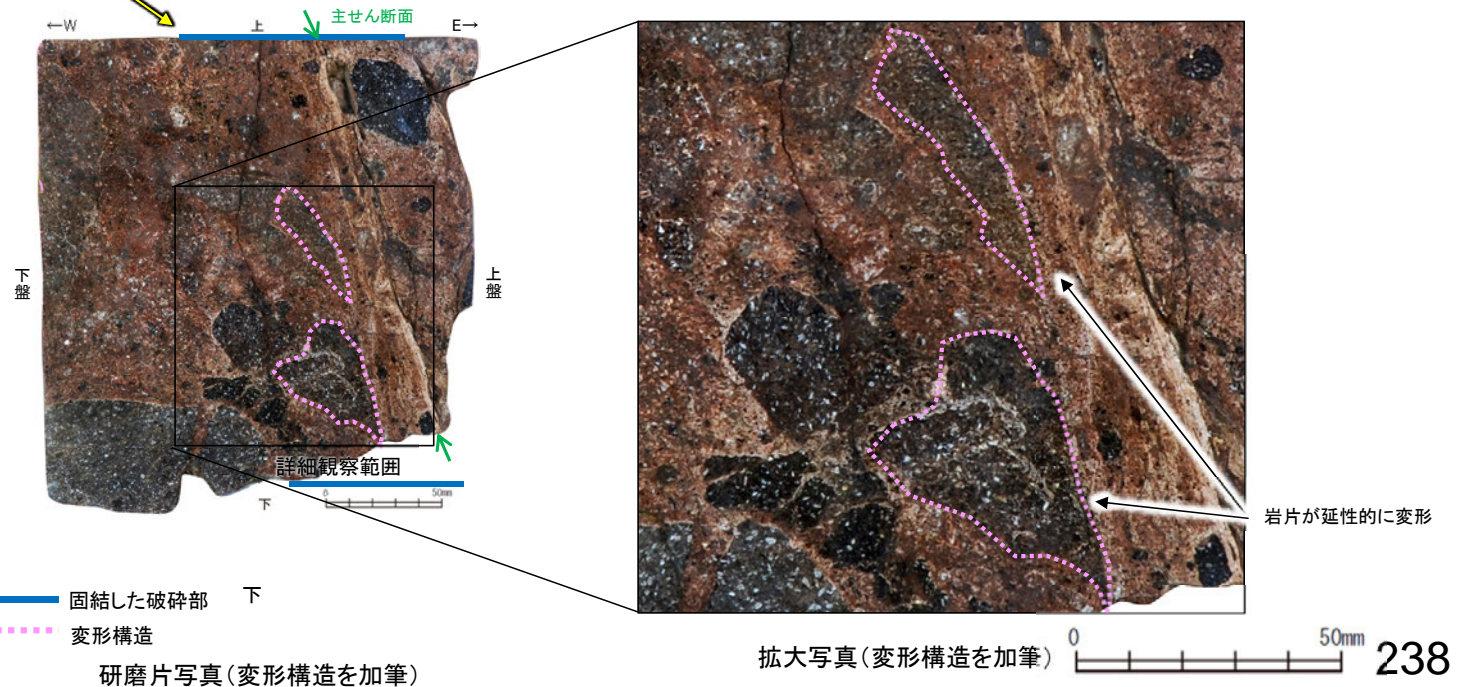 ←W
上
主せん断面
E→
下盤
上盤
詳細観察範囲
0
50mm
下
固結した破砕部
下
変形構造
研磨片写真(変形構造を加筆)
岩片が延性的に変形
拡大写真(変形構造を加筆)
0
50mm
238